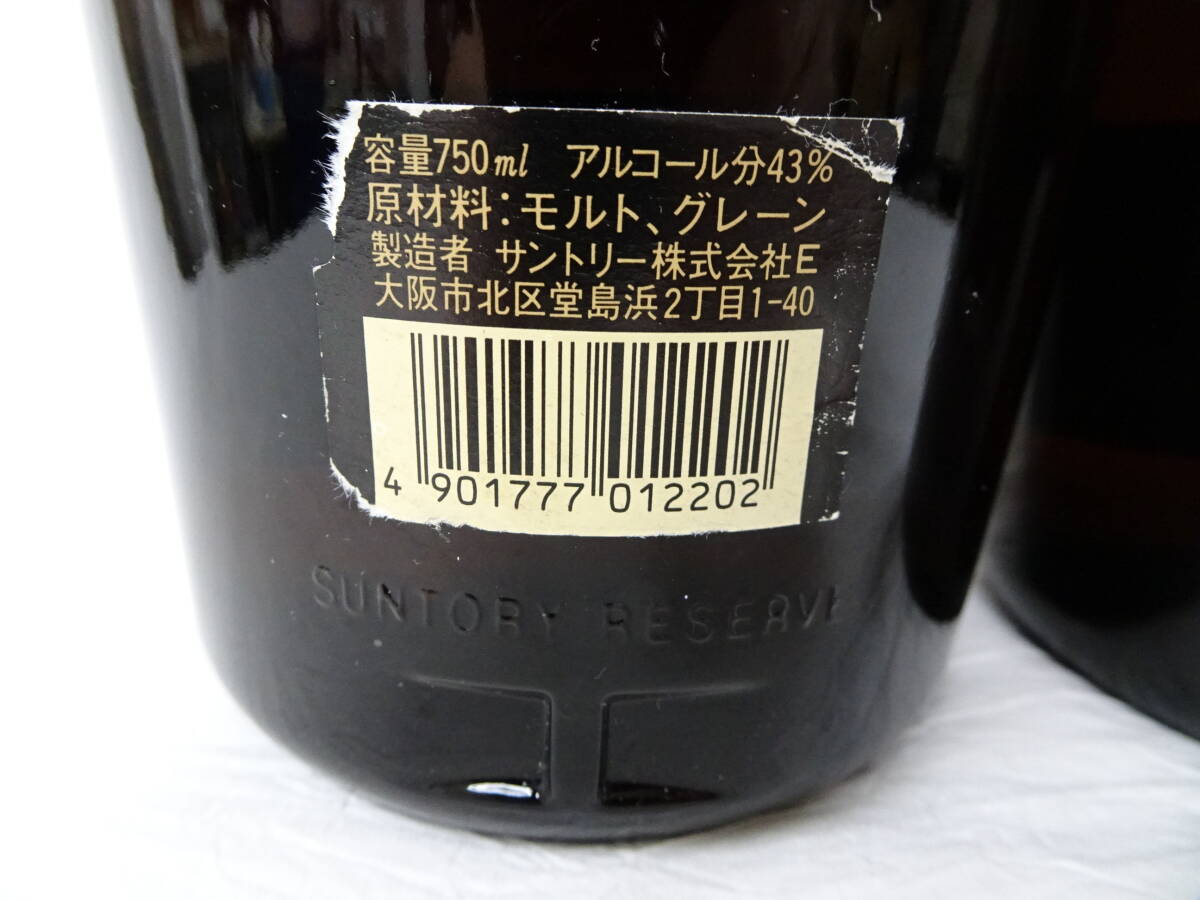 容量750ml アルコール分43%
原材料:モルト、グレーン
製造者 サントリー株式会社E
大阪市北区堂島浜2丁目1-40
4 901777 012202
SUNTORY RESERVE